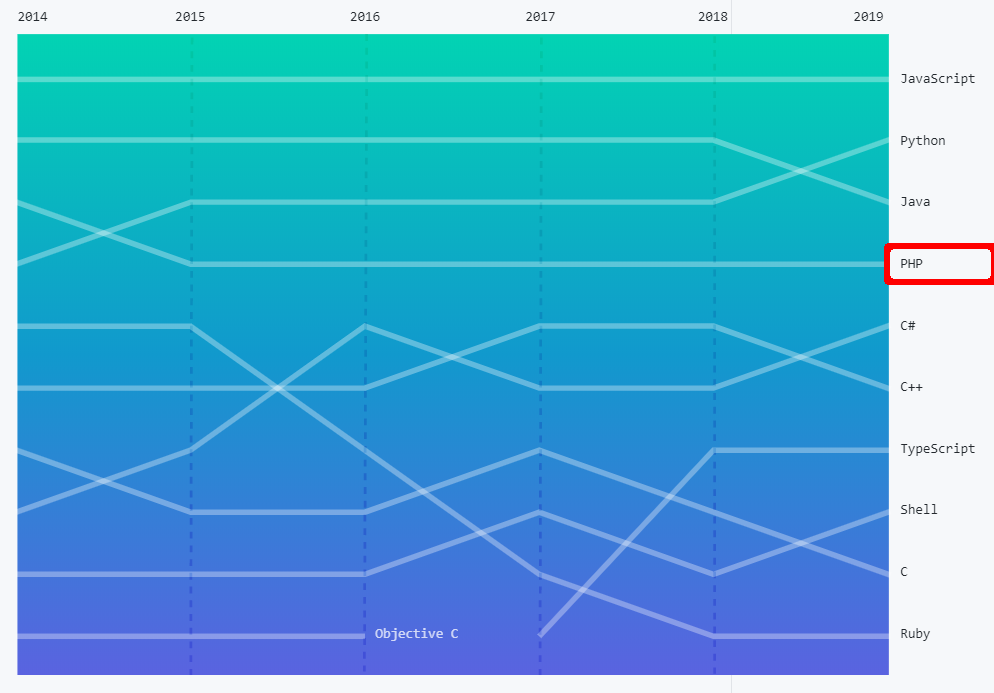 2014 2015 2016 2017 2018 2019
JavaScript
Python
Java
PHP
C#
C++
TypeScript
Shell
C
Objective C
Ruby